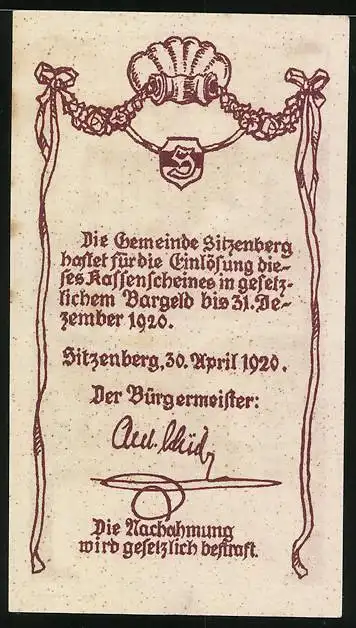 S
Die Gemeinde Sitzenberg
haftet für die Einlösung die-
ses Kassenscheines in gesetz-
lichem Bargeld bis 31. De-
zember 1920.
Sitzenberg, 30. April 1920.
Der Bürgermeister:
Die Nachahmung
wird gesetzlich bestraft.